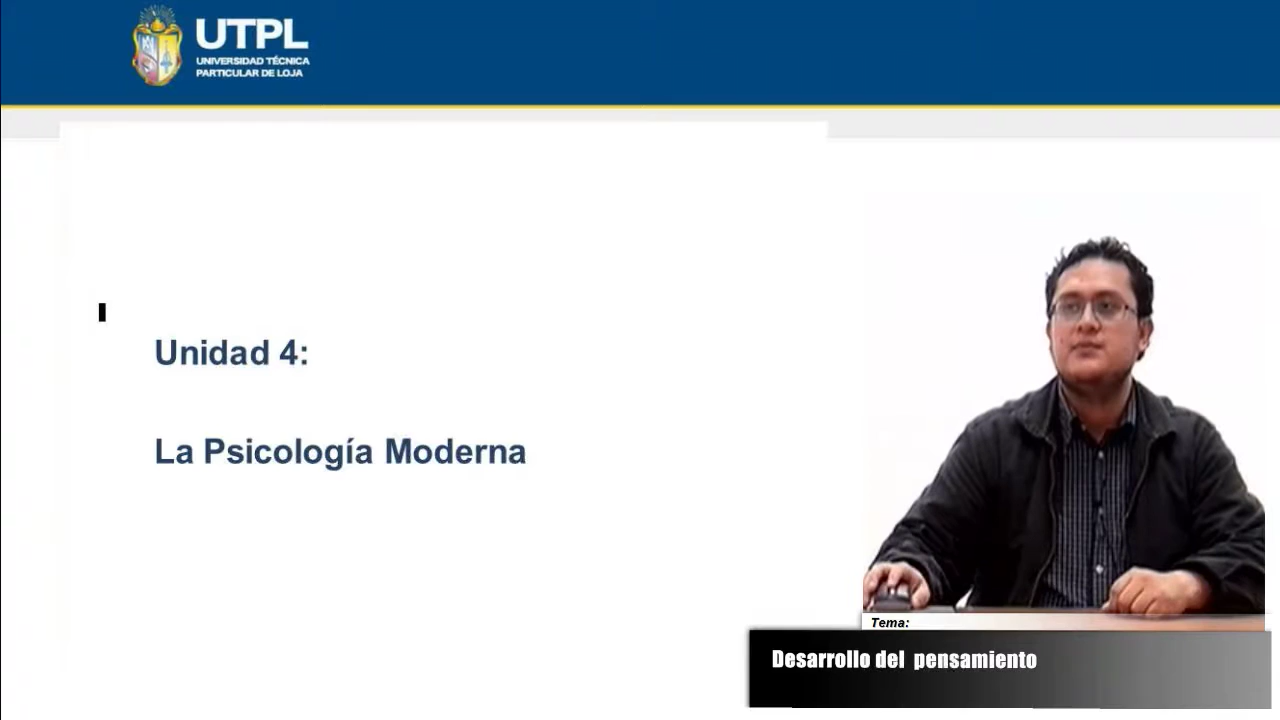 UTPL
UNIVERSIDAD TÉCNICA
PARTICULAR DE LOJA
Unidad 4:
La Psicología Moderna
Tema:
Desarrollo del pensamiento